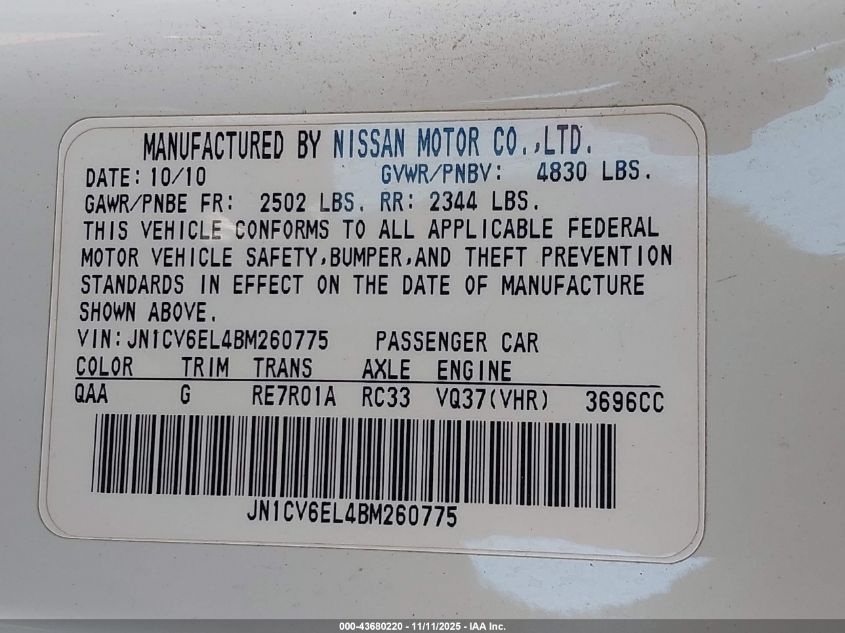 MANUFACTURED BY NISSAN MOTOR CO.,LTD.
DATE: 10/10 GVWR/PNBV: 4830 LBS.
GAWR/PNBE FR: 2502 LBS. RR: 2344 LBS.
THIS VEHICLE CONFORMS TO ALL APPLICABLE FEDERAL
MOTOR VEHICLE SAFETY,BUMPER,AND THEFT PREVENTION
STANDARDS IN EFFECT ON THE DATE OF MANUFACTURE
SHOWN ABOVE.
VIN:JN1CV6EL4BM260775 PASSENGER CAR
COLOR TRIM TRANS AXLE ENGINE
QAA G RE7R01A RC33 VQ37(VHR) 3696CC
JN1CV6EL4BM260775
000-43680220 - 11/11/2025 - IAA Inc.